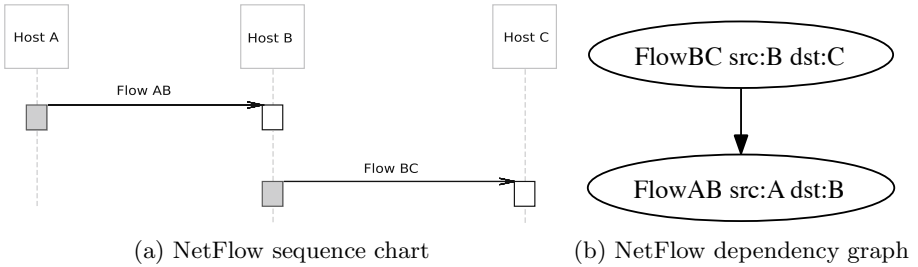 Host A
Host B
Host C
Flow AB
Flow BC
FlowBC src:B dst:C
FlowAB src:A dst:B
(a) NetFlow sequence chart
(b) NetFlow dependency graph